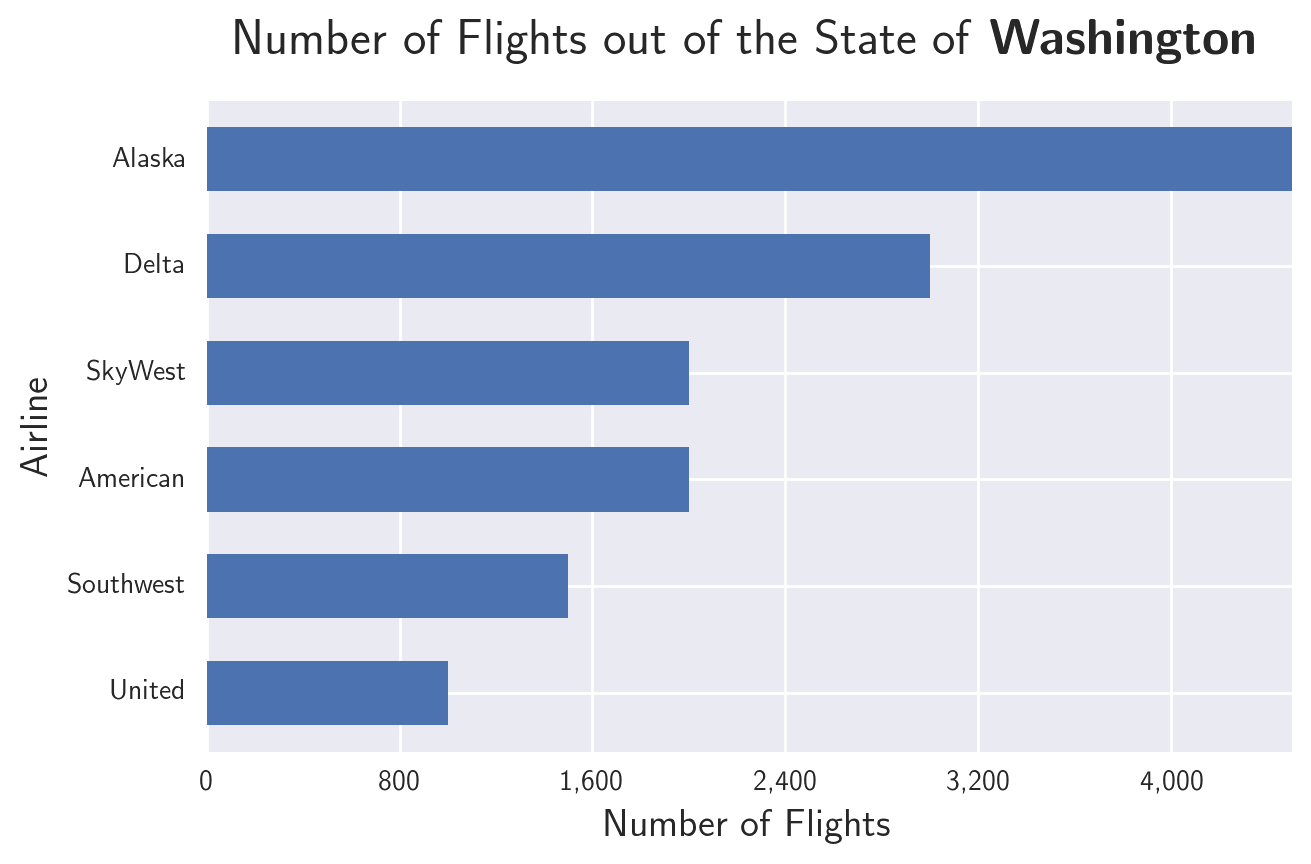 Number of Flights out of the State of Washington
Alaska
Delta
SkyWest
American
Southwest
United
Airline
0 800 1,600 2,400 3,200 4,000
Number of Flights